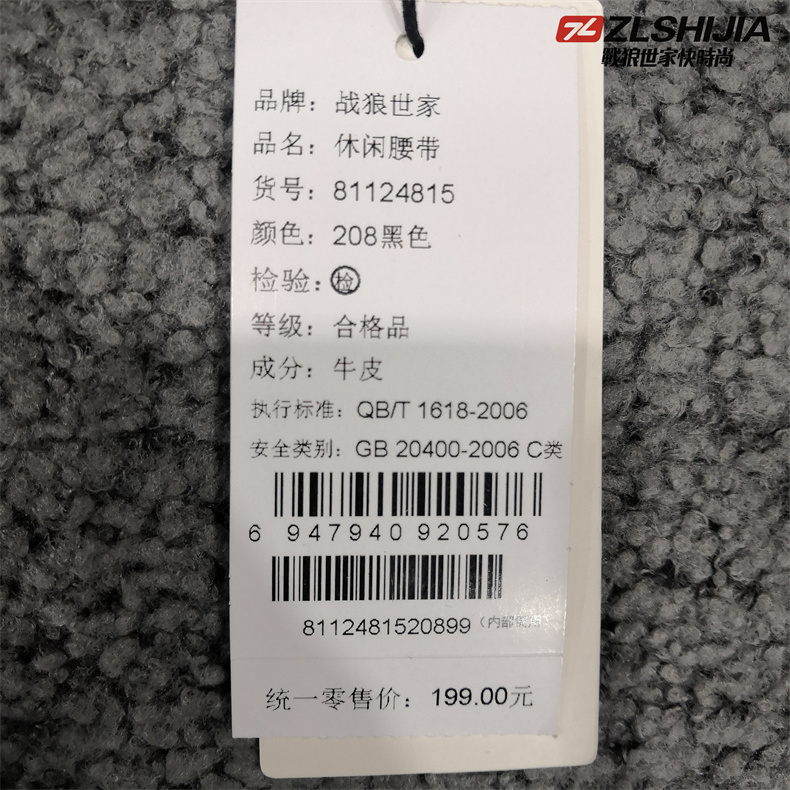 ZLSHIJIA
戰狼世家快時尚
品牌：战狼世家
品名：休闲腰带
货号：81124815
颜色：208黑色
检验：检
等级：合格品
成分：牛皮
执行标准：QB/T 1618-2006
安全类别：GB 20400-2006 C类
6 947940 920576
8112481520899（内部
统一零售价：199.00元